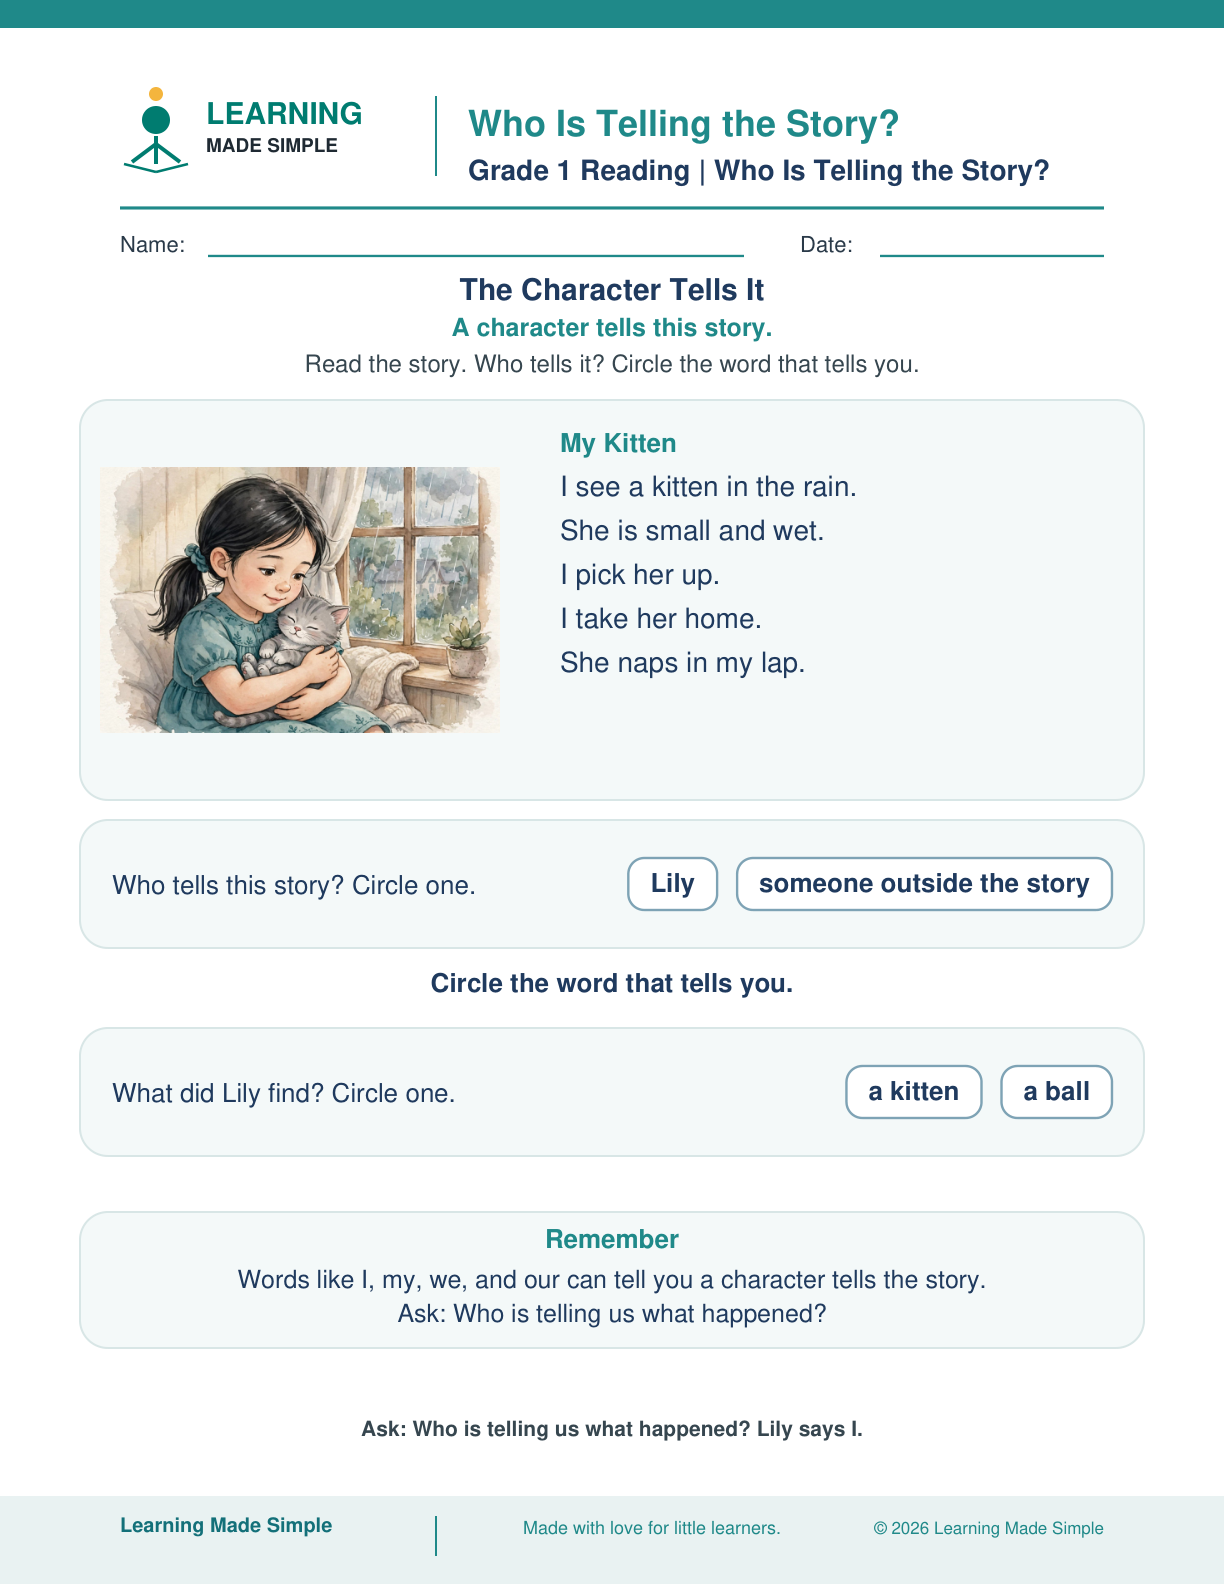 LEARNING
MADE SIMPLE
Who Is Telling the Story?
Grade 1 Reading | Who Is Telling the Story?
Name:
Date:
The Character Tells It
A character tells this story.
Read the story. Who tells it? Circle the word that tells you.
My Kitten
I see a kitten in the rain.
She is small and wet.
I pick her up.
I take her home.
She naps in my lap.
Who tells this story? Circle one.
Lily
someone outside the story
Circle the word that tells you.
What did Lily find? Circle one.
a kitten
a ball
Remember
Words like I, my, we, and our can tell you a character tells the story.
Ask: Who is telling us what happened?
Ask: Who is telling us what happened? Lily says I.
Learning Made Simple
Made with love for little learners.
© 2026 Learning Made Simple